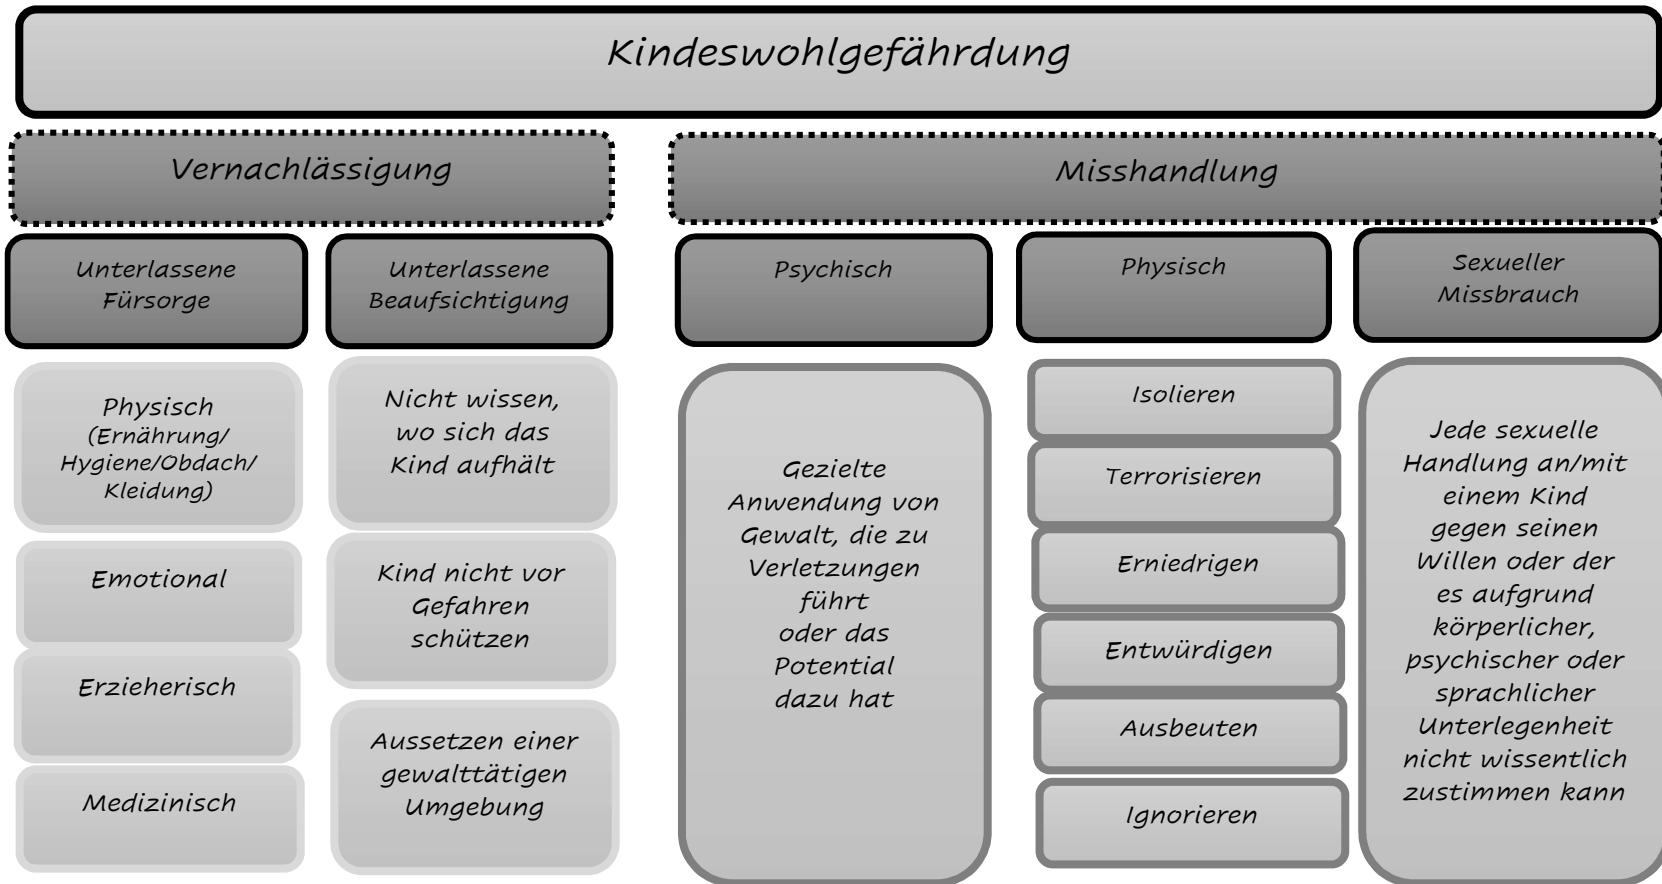 Kindeswohlgefährdung
Vernachlässigung
Misshandlung
Unterlassene
Fürsorge
Unterlassene
Beaufsichtigung
Psychisch
Physisch
Sexueller
Missbrauch
Physisch
(Ernährung/
Hygiene/Obdach/
Kleidung)
Emotional
Erzieherisch
Medizinisch
Nicht wissen,
wo sich das
Kind aufhält
Kind nicht vor
Gefahren
schützen
Aussetzen einer
gewalttätigen
Umgebung
Gezielte
Anwendung von
Gewalt, die zu
Verletzungen
führt
oder das
Potential
dazu hat
Isolieren
Terrorisieren
Erniedrigen
Entwürdigen
Ausbeuten
Ignorieren
Jede sexuelle
Handlung an/mit
einem Kind
gegen seinen
Willen oder der
es aufgrund
körperlicher,
psychischer oder
sprachlicher
Unterlegenheit
nicht wissentlich
zustimmen kann